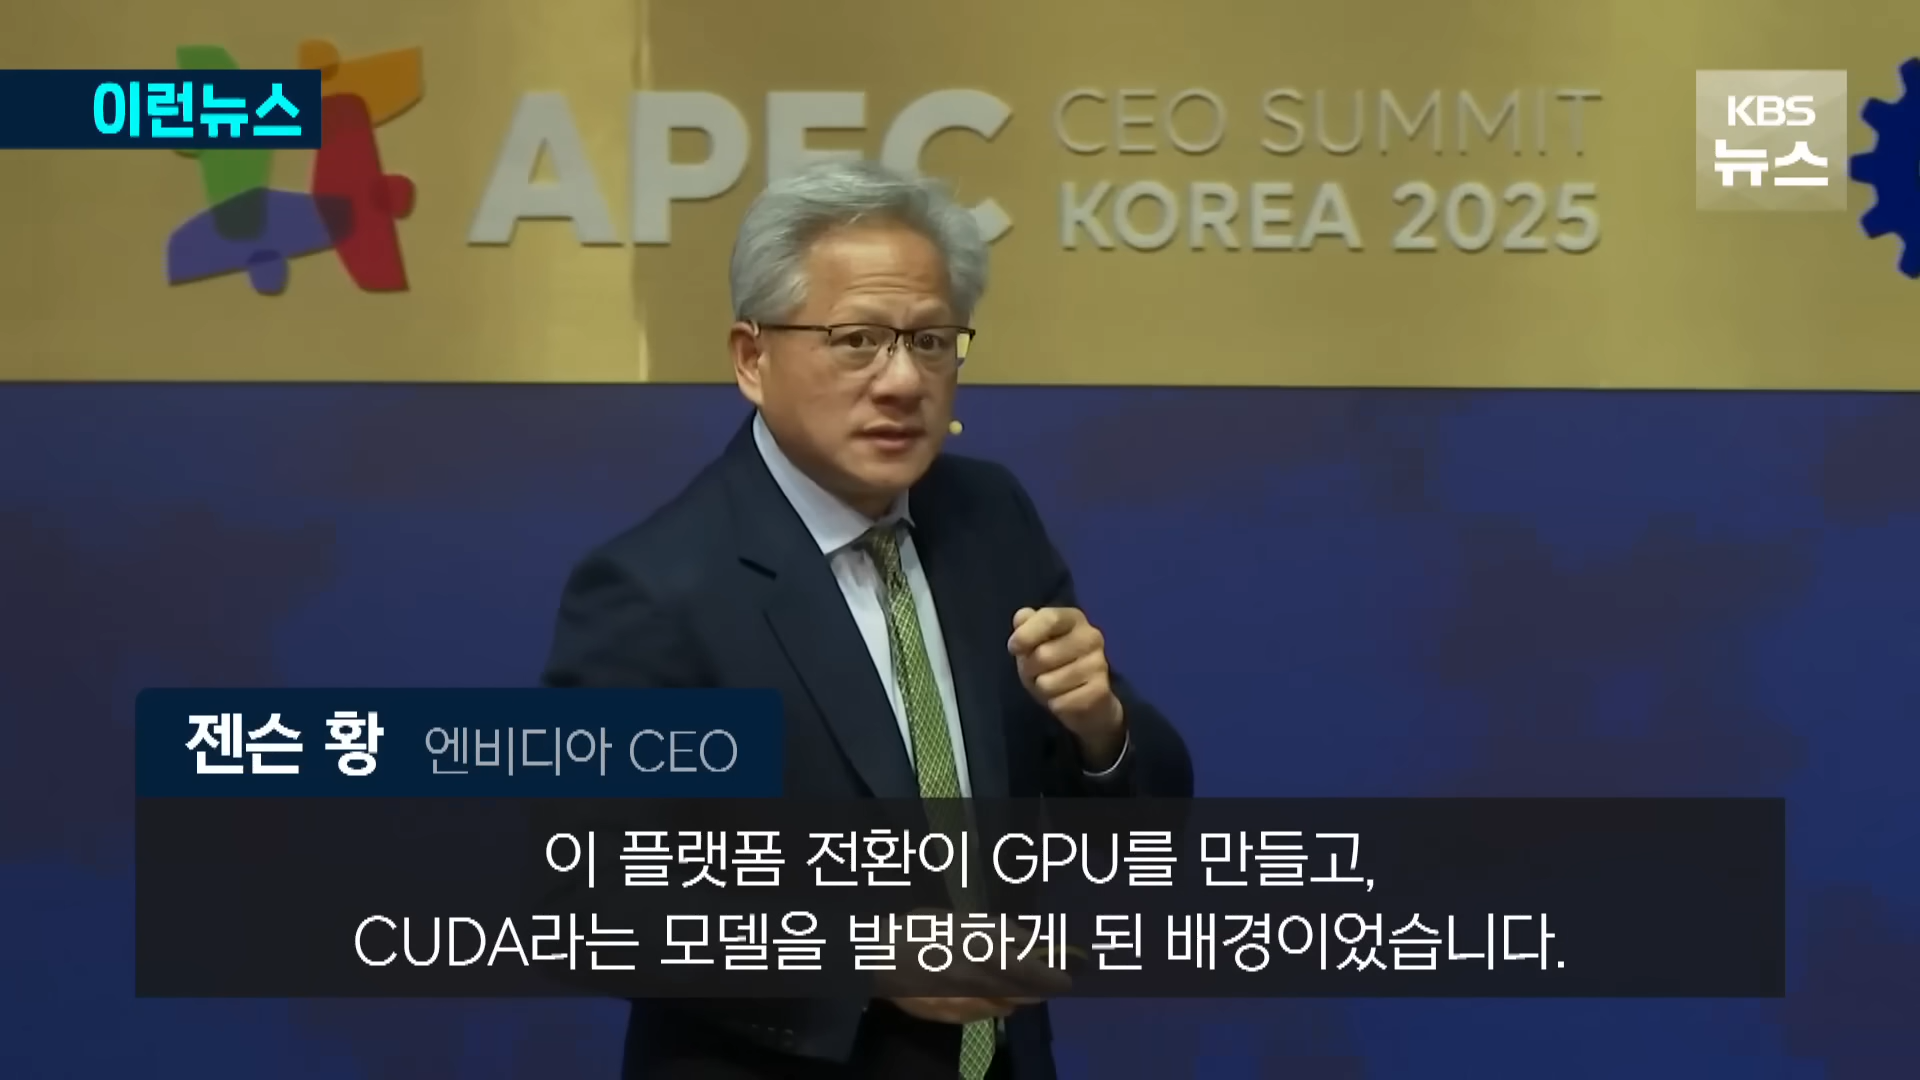 이런뉴스
APEC
CEO SUMMIT
KOREA 2025
KBS
뉴스
젠슨 황 엔비디아 CEO
이 플랫폼 전환이 GPU를 만들고,
CUDA라는 모델을 발명하게 된 배경이었습니다.